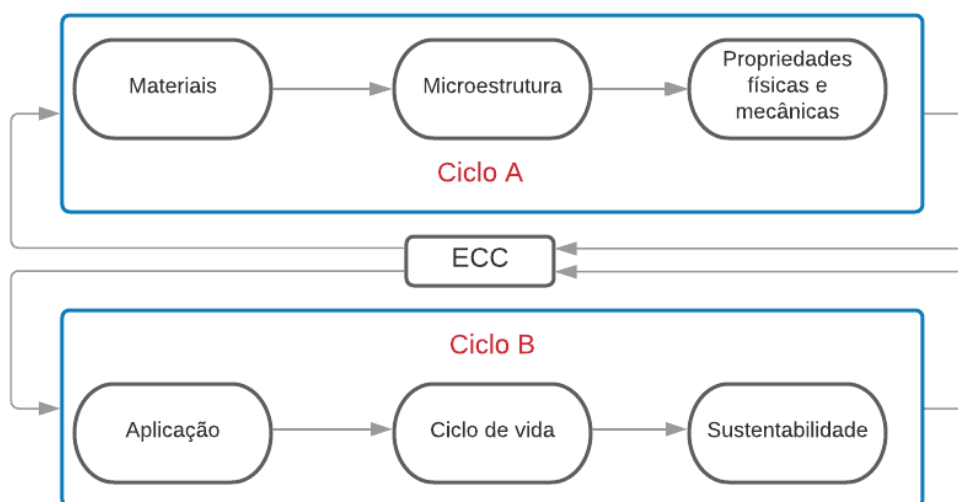 Materiais
Microestrutura
Propriedades
físicas e
mecânicas
Ciclo A
ECC
Ciclo B
Aplicação
Ciclo de vida
Sustentabilidade